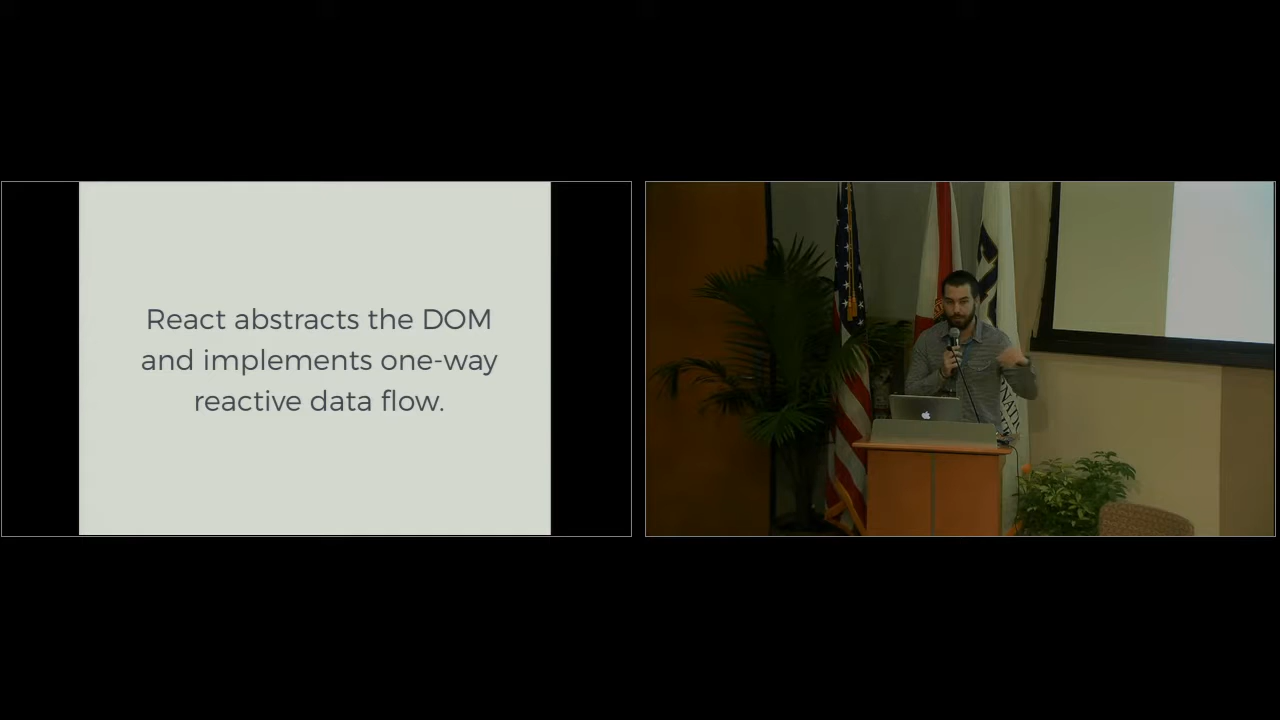 React abstracts the DOM
and implements one-way
reactive data flow.